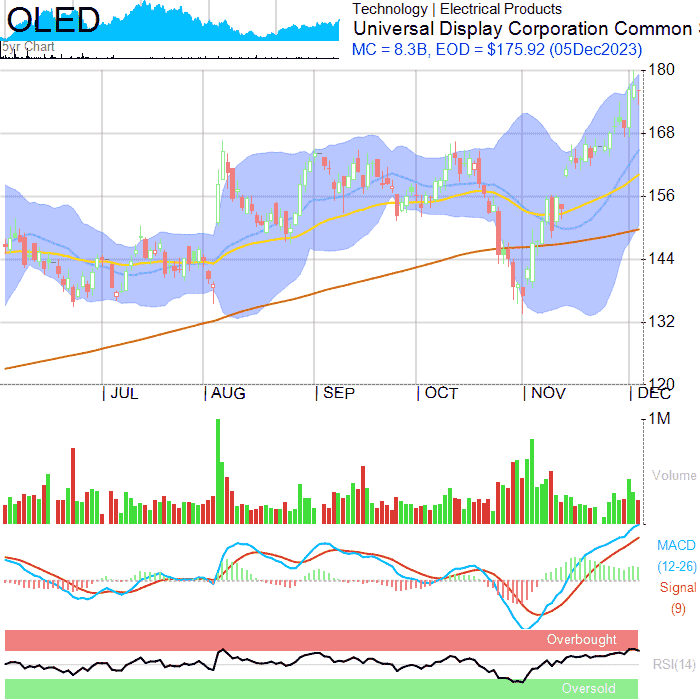 OLED
5yr Chart
Technology | Electrical Products
Universal Display Corporation Common
MC = 8.3B, EOD = $175.92 (05Dec2023)
180
168
156
144
132
120
JUL
AUG
SEP
OCT
NOV
DEC
1M
Volume
MACD
(12-26)
Signal
(9)
Overbought
RSI(14)
Oversold